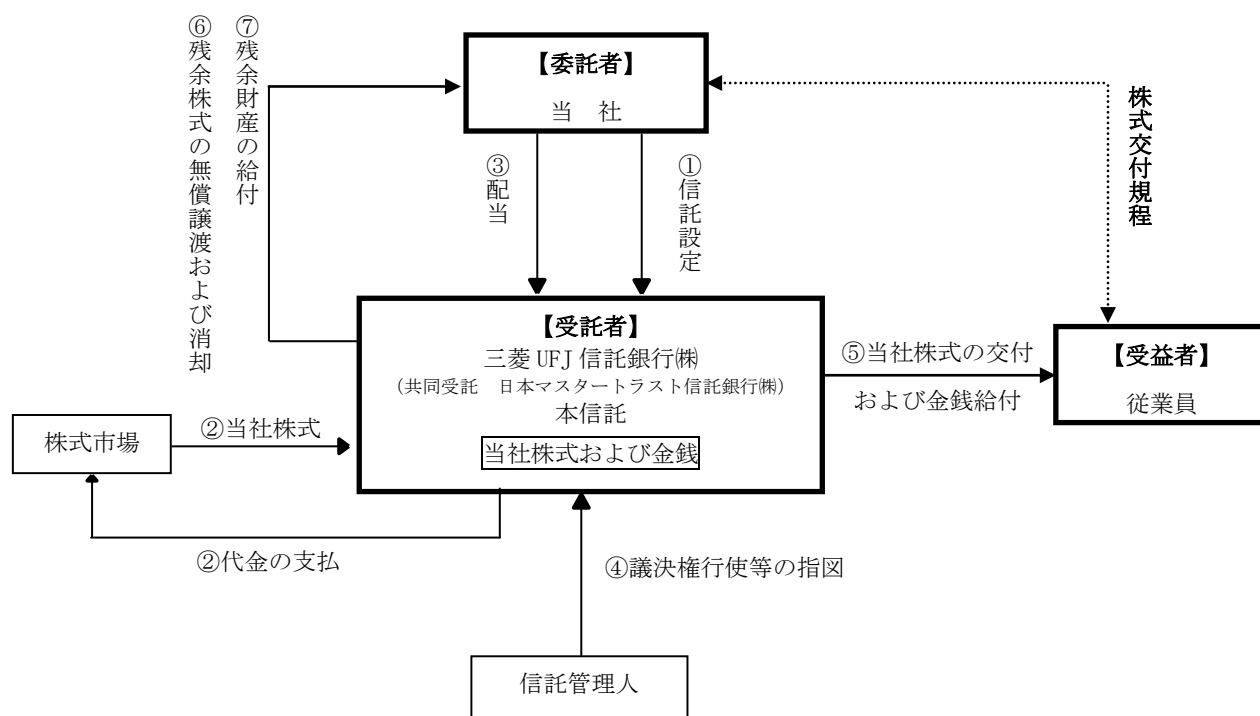 ⑥残余株式の無償譲渡および消却
⑦残余財産の給付
【委託者】
当　社
株式交付規程
③配当
①信託設定
【受託者】
三菱 UFJ 信託銀行㈱
（共同受託　日本マスタートラスト信託銀行㈱）
本信託
当社株式および金銭
⑤当社株式の交付
および金銭給付
【受益者】
従業員
株式市場
②当社株式
②代金の支払
④議決権行使等の指図
信託管理人